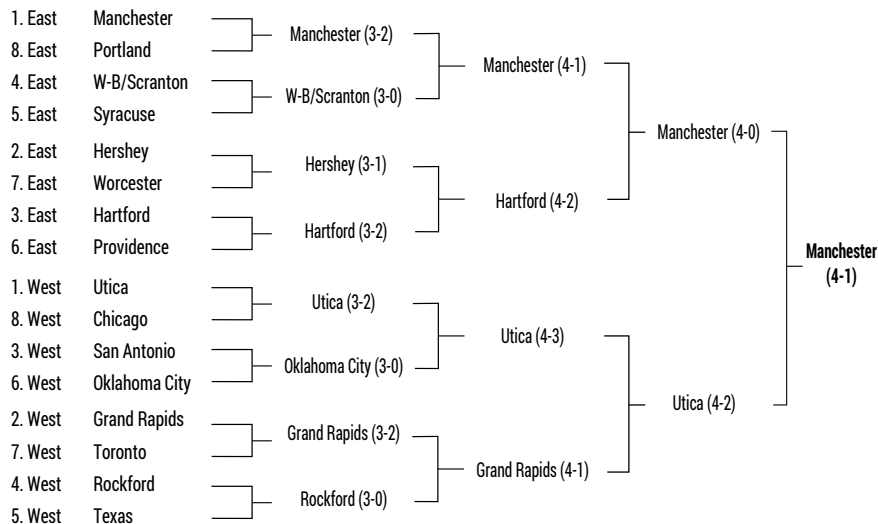 1. East Manchester
8. East Portland
4. East W-B/Scranton
5. East Syracuse
2. East Hershey
7. East Worcester
3. East Hartford
6. East Providence
1. West Utica
8. West Chicago
3. West San Antonio
6. West Oklahoma City
2. West Grand Rapids
7. West Toronto
4. West Rockford
5. West Texas
Manchester (3-2)
W-B/Scranton (3-0)
Hershey (3-1)
Hartford (3-2)
Utica (3-2)
Oklahoma City (3-0)
Grand Rapids (3-2)
Rockford (3-0)
Manchester (4-1)
Hartford (4-2)
Utica (4-3)
Grand Rapids (4-1)
Manchester (4-0)
Utica (4-2)
Manchester
(4-1)